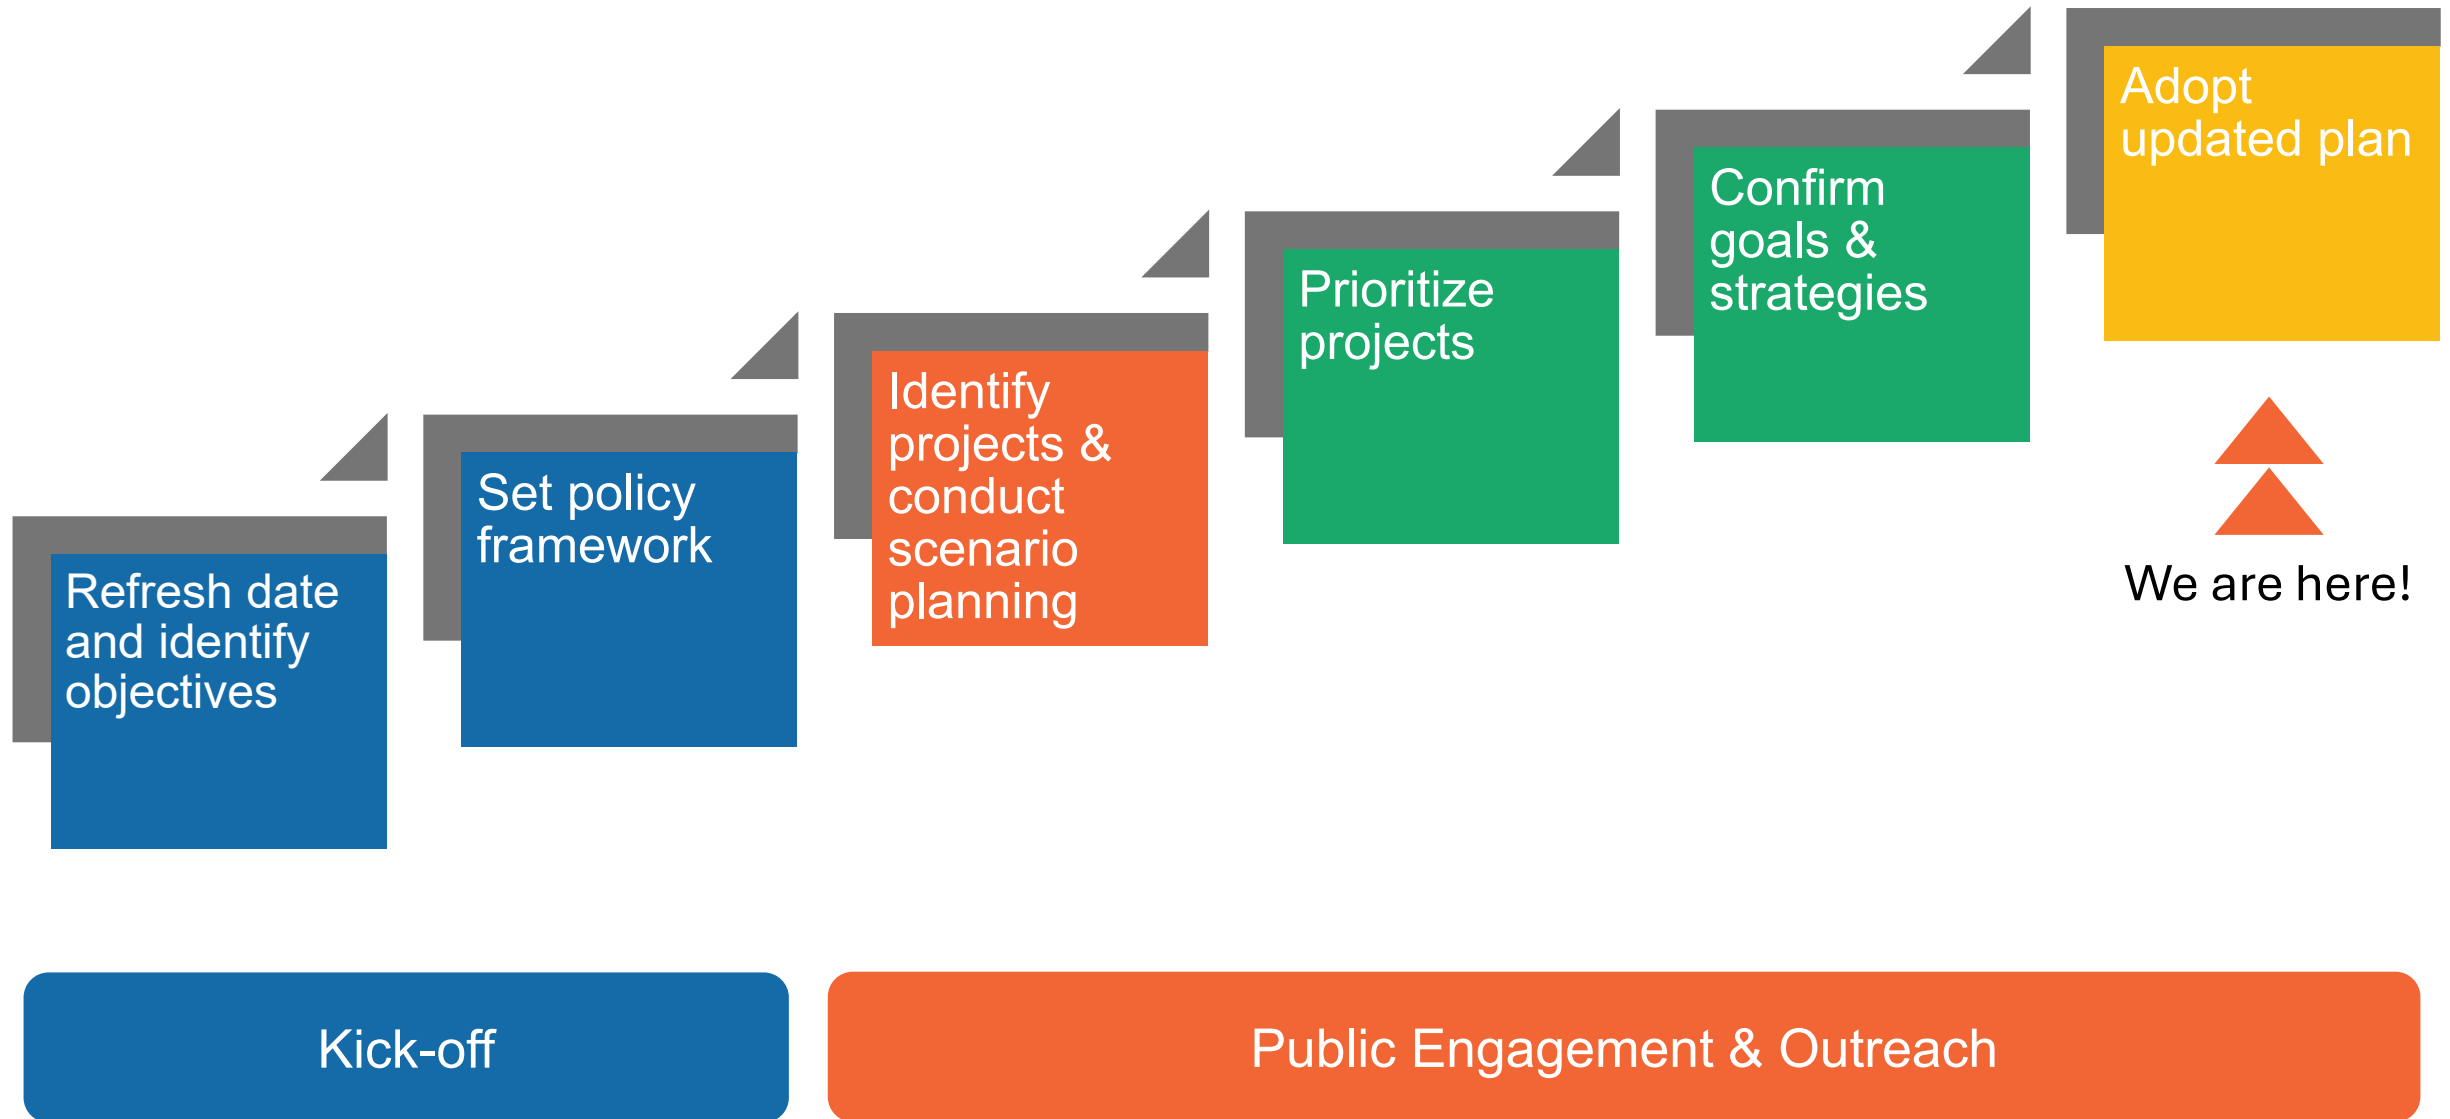 Refresh date
and identify
objectives
Set policy
framework
Identify
projects &
conduct
scenario
planning
Prioritize
projects
Confirm
goals &
strategies
Adopt
updated plan
We are here!
Kick-off
Public Engagement & Outreach